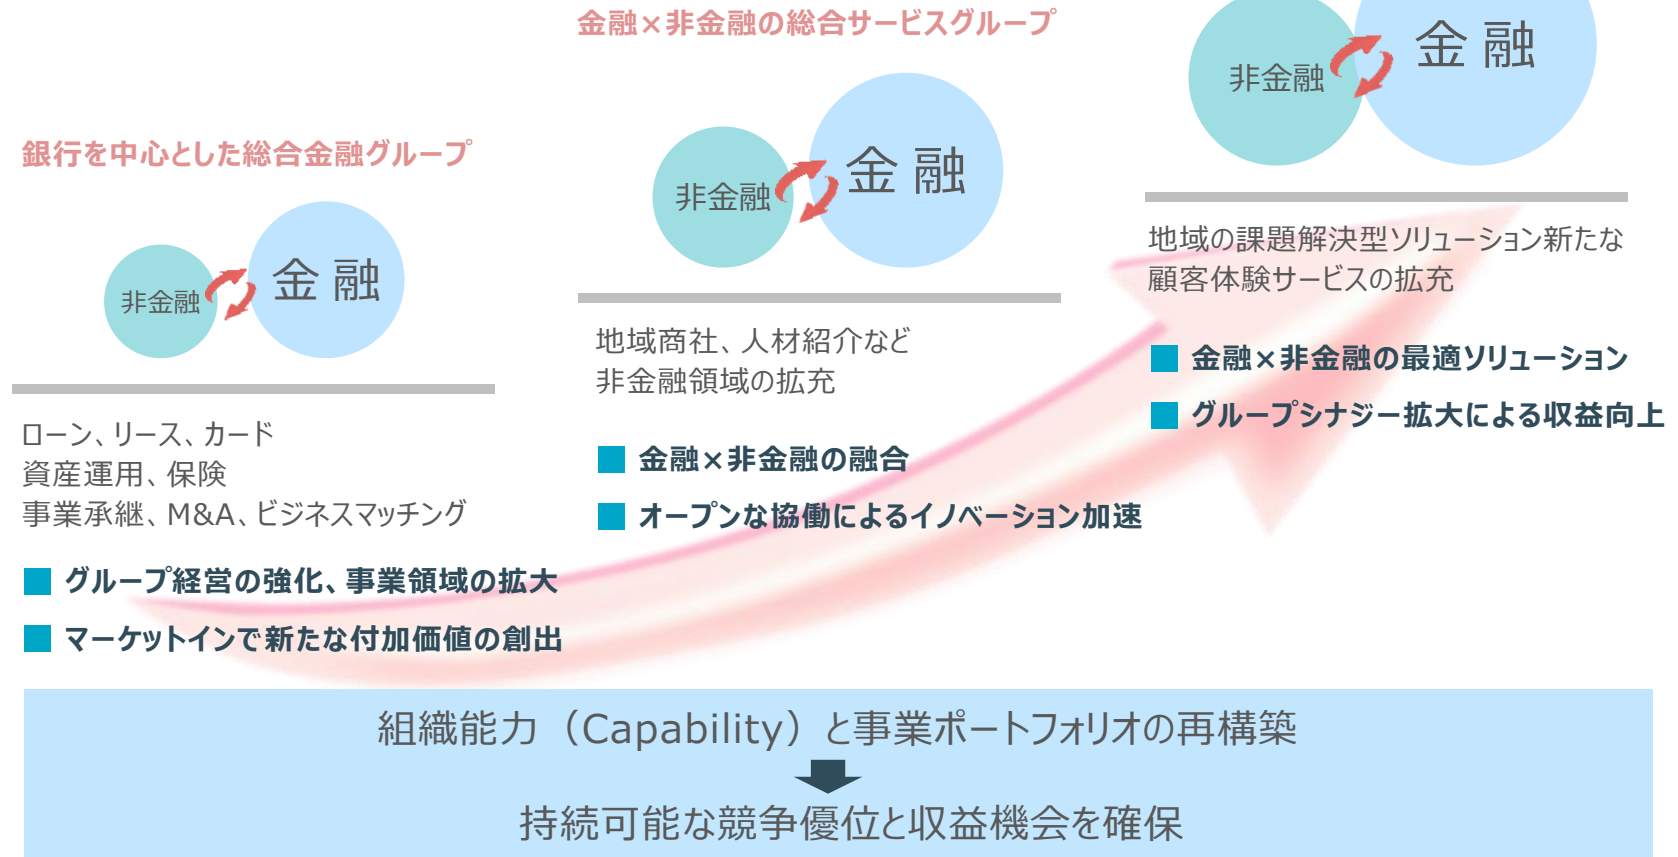 銀行を中心とした総合金融グループ
非金融
金融
ローン、リース、カード
資産運用、保険
事業承継、M&A、ビジネスマッチング
グループ経営の強化、事業領域の拡大
マーケットインで新たな付加価値の創出
金融×非金融の総合サービスグループ
非金融
金融
地域商社、人材紹介など
非金融領域の拡充
金融×非金融の融合
オープンな協働によるイノベーション加速
非金融
金融
地域の課題解決型ソリューション新たな
顧客体験サービスの拡充
金融×非金融の最適ソリューション
グループシナジー拡大による収益向上
組織能力（Capability）と事業ポートフォリオの再構築
持続可能な競争優位と収益機会を確保